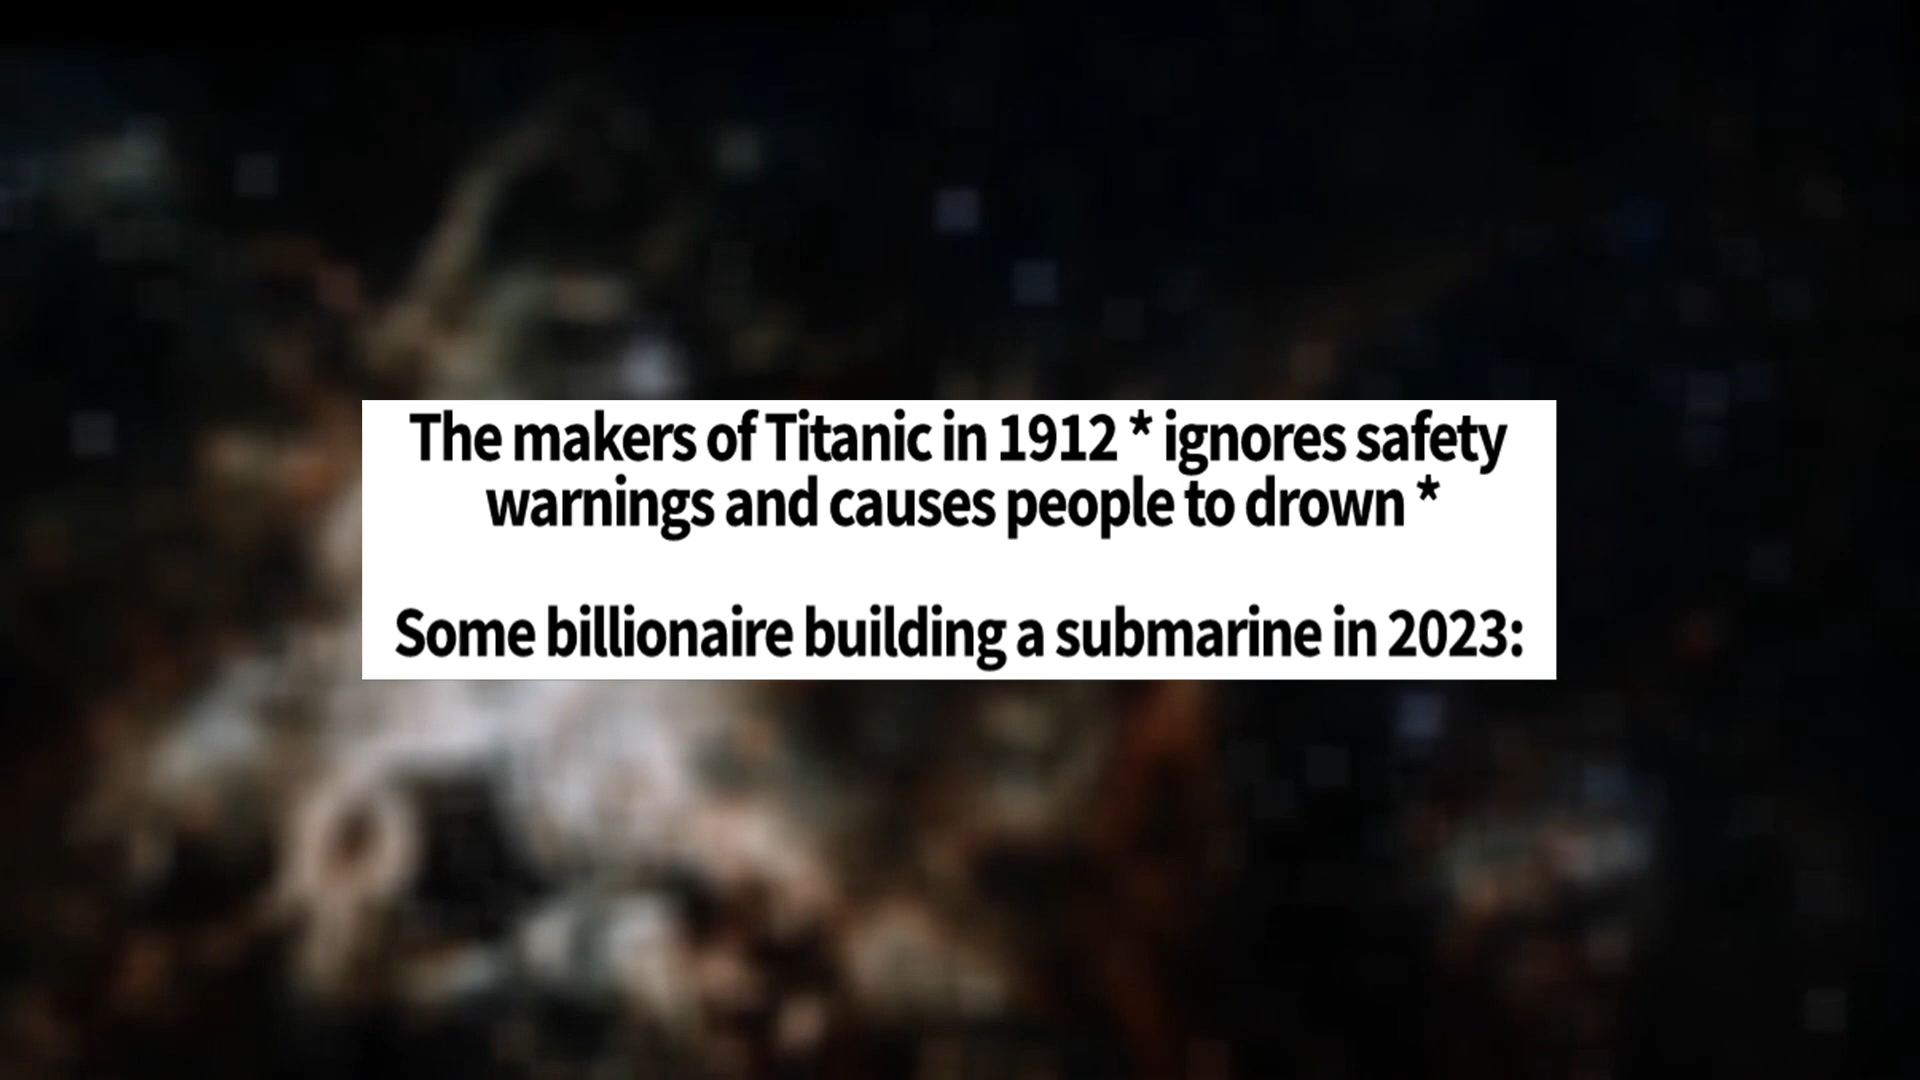 The makers of Titanic in 1912 * ignores safety
warnings and causes people to drown *
Some billionaire building a submarine in 2023: